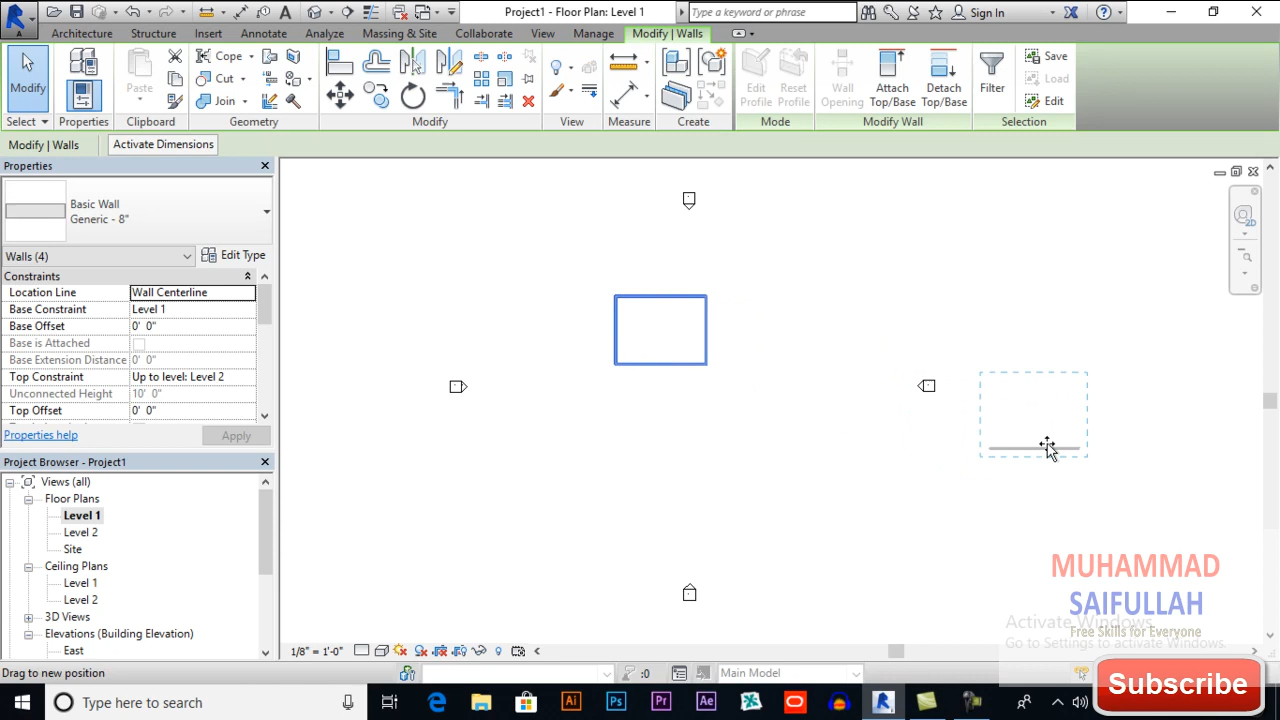 Project1 - Floor Plan: Level 1
Type a keyword or phrase
Sign In
Architecture Structure Insert Annotate Analyze Massing & Site Collaborate View Manage Modify | Walls
Modify
Select
Properties
Paste
Clipboard
Cope
Cut
Join
Geometry
Modify
View
Measure
Create
Edit Profile
Reset Profile
Mode
Wall Opening
Attach Top/Base
Detach Top/Base
Modify Wall
Filter
Save
Load
Edit
Selection
Modify | Walls
Activate Dimensions
Properties
Basic Wall
Generic - 8"
Walls (4)
Edit Type
Constraints
Location Line Wall Centerline
Base Constraint Level 1
Base Offset 0' 0"
Base is Attached
Base Extension Distance 0' 0"
Top Constraint Up to level: Level 2
Unconnected Height 10' 0"
Top Offset 0' 0"
Properties help
Apply
Project Browser - Project1
Views (all)
Floor Plans
Level 1
Level 2
Site
Ceiling Plans
Level 1
Level 2
3D Views
Elevations (Building Elevation)
East
2D
1/8" = 1'-0"
MUHAMMAD
SAIFULLAH
Free Skills for Everyone
Activate Windows
Go to Settings to activate Windows.
Subscribe
Drag to new position
:0
Main Model
Type here to search
Ai
Ps
Pr
Ae